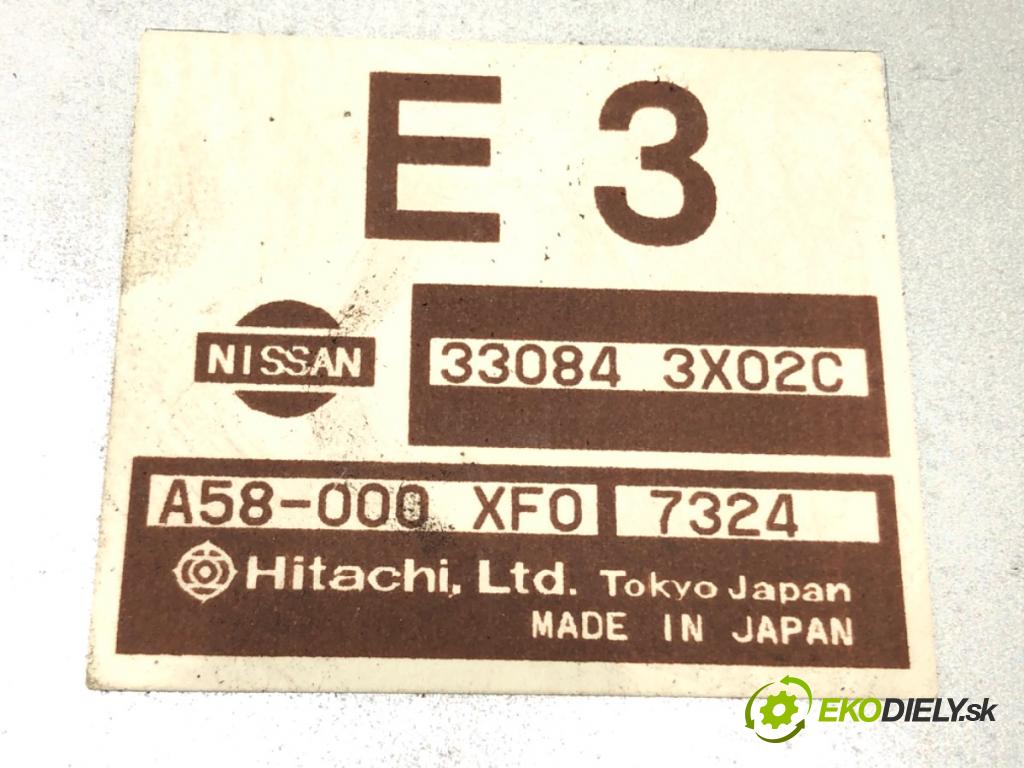 E 3
NISSAN
33084 3X02C
A58-000 XF0 7324
Hitachi, Ltd. Tokyo Japan
MADE IN JAPAN
EKODIELY.sk